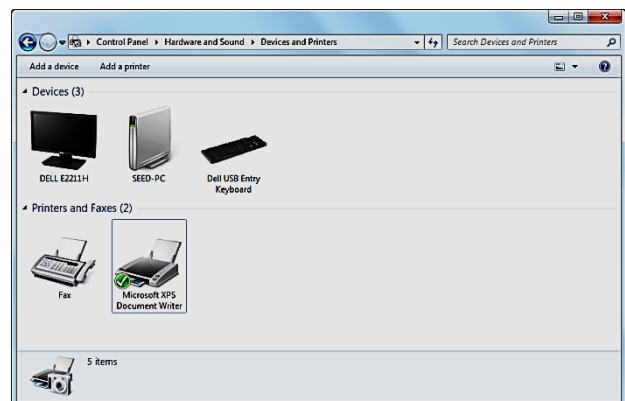 Control Panel ▸ Hardware and Sound ▸ Devices and Printers
Search Devices and Printers
Add a device Add a printer
Devices (3)
DELL E2211H SEED-PC Dell USB Entry
Keyboard
Printers and Faxes (2)
Fax Microsoft XPS
Document Writer
5 items